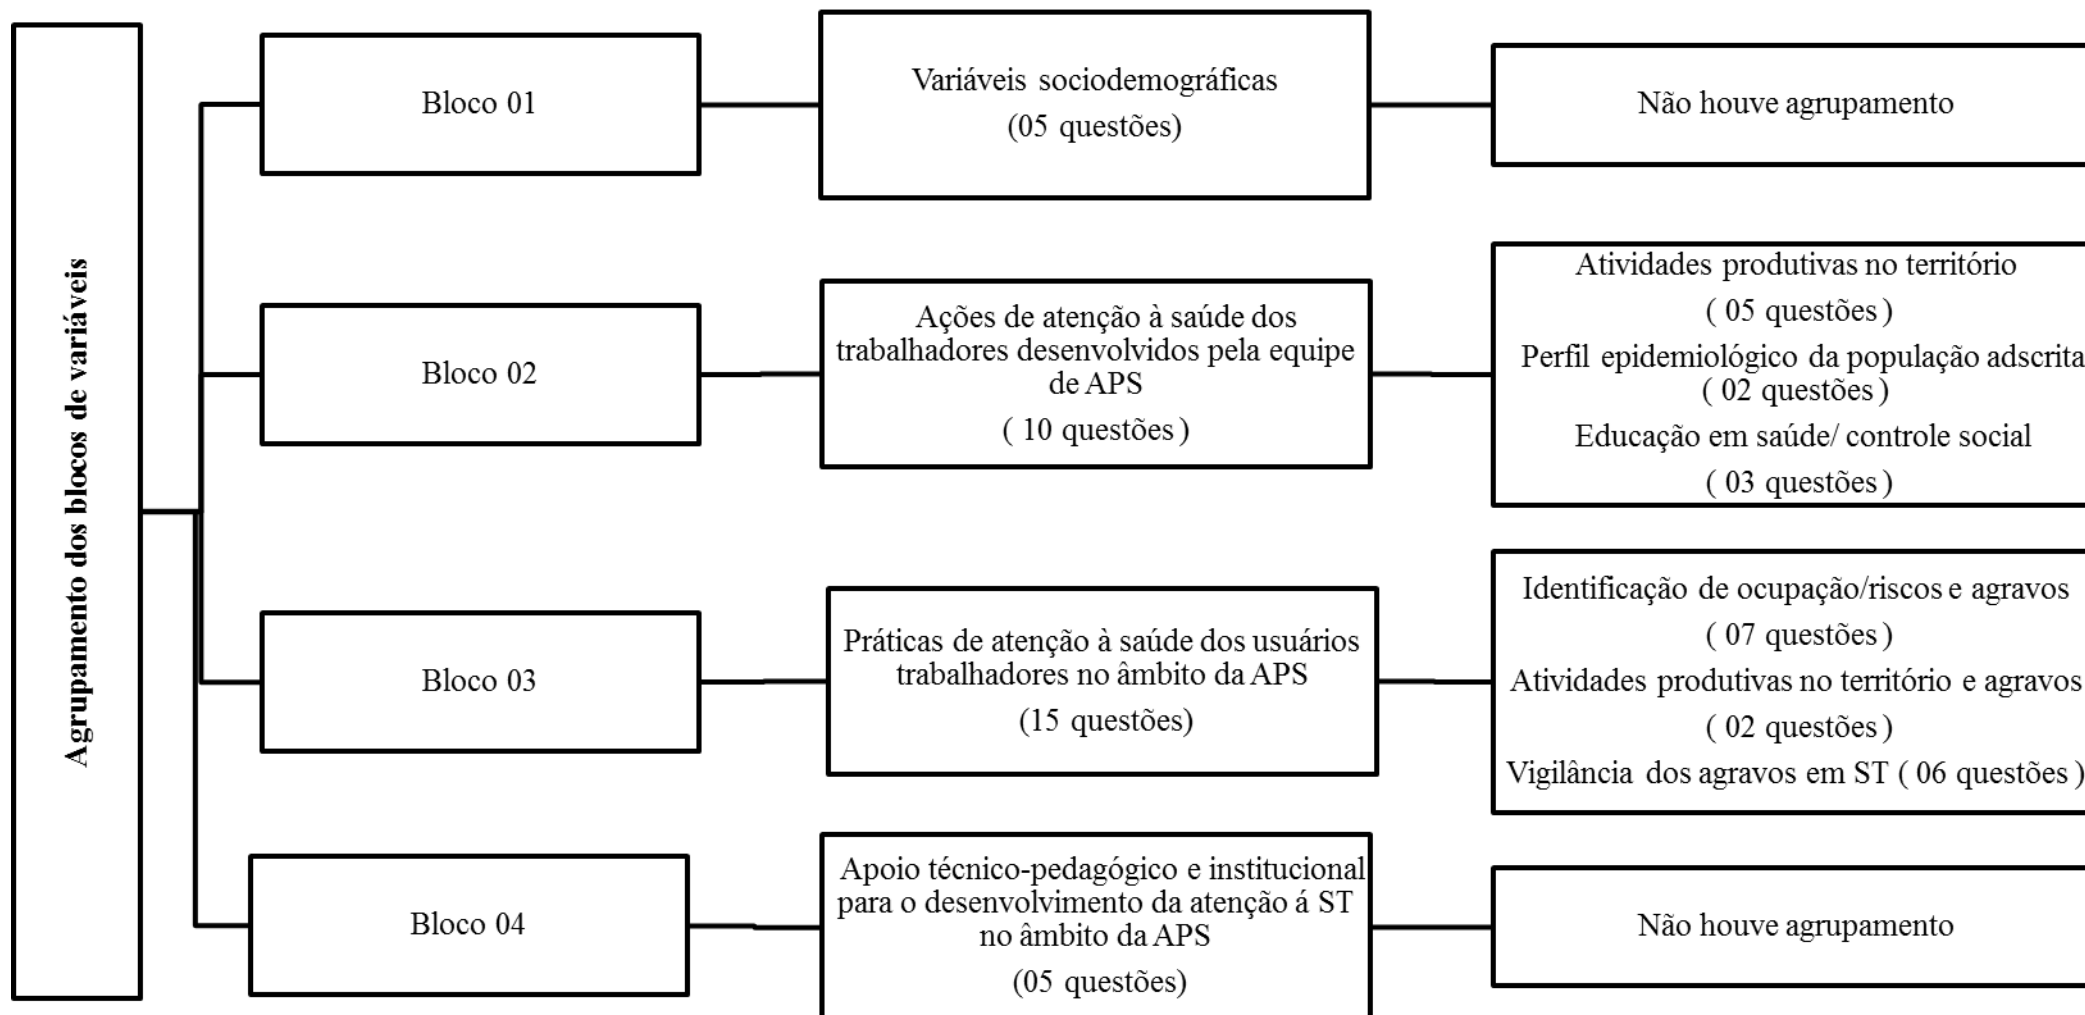 Agrupamento dos blocos de variáveis
Bloco 01
Variáveis sociodemográficas
(05 questões)
Não houve agrupamento
Bloco 02
Ações de atenção à saúde dos
trabalhadores desenvolvidos pela equipe
de APS
( 10 questões )
Atividades produtivas no território
( 05 questões )
Perfil epidemiológico da população adscrita
( 02 questões )
Educação em saúde/ controle social
( 03 questões )
Bloco 03
Práticas de atenção à saúde dos usuários
trabalhadores no âmbito da APS
(15 questões)
Identificação de ocupação/riscos e agravos
( 07 questões )
Atividades produtivas no território e agravos
( 02 questões )
Vigilância dos agravos em ST ( 06 questões )
Bloco 04
Apoio técnico-pedagógico e institucional
para o desenvolvimento da atenção á ST
no âmbito da APS
(05 questões)
Não houve agrupamento